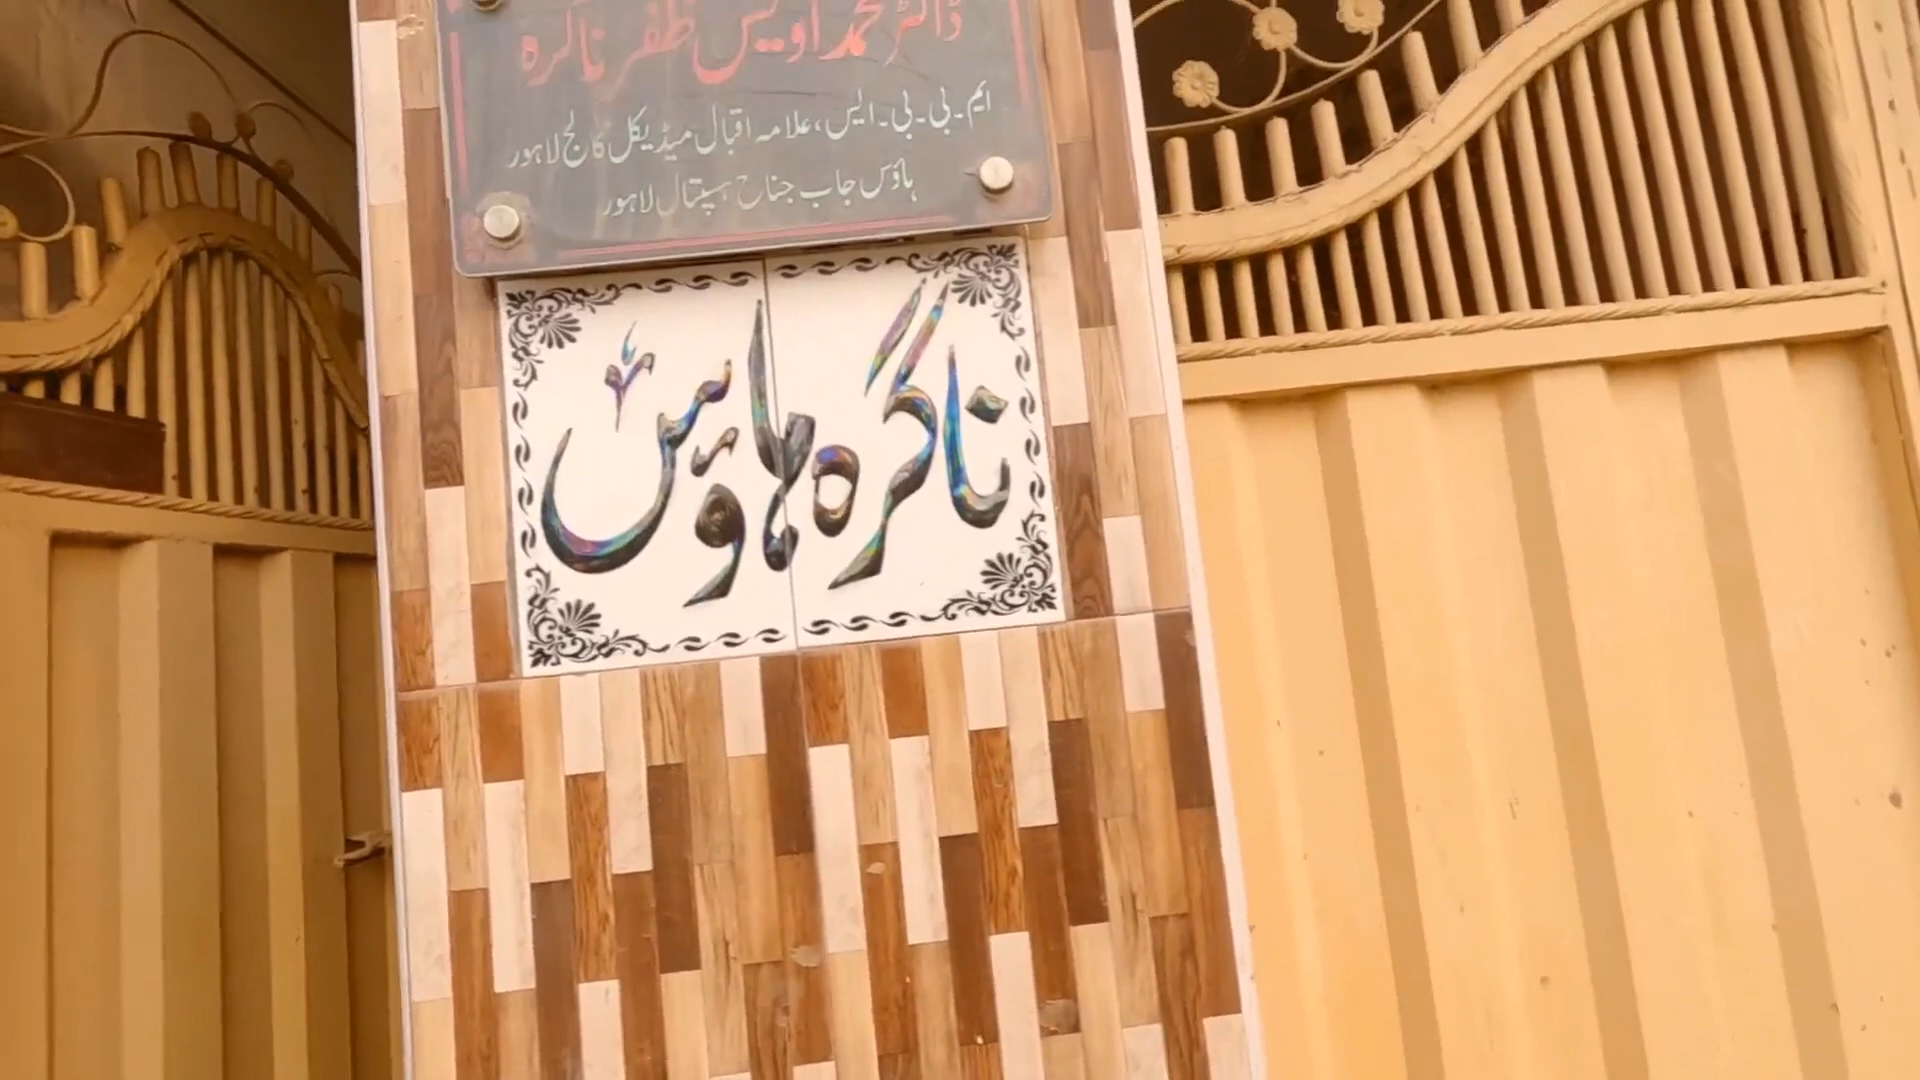 ڈاکٹر محمد اویس ظفر ناکرہ
ایم۔بی۔بی۔ایس، علامہ اقبال میڈیکل کالج لاہور
ہاؤس جاب جناح ہسپتال لاہور
ناگرہ ہاؤس